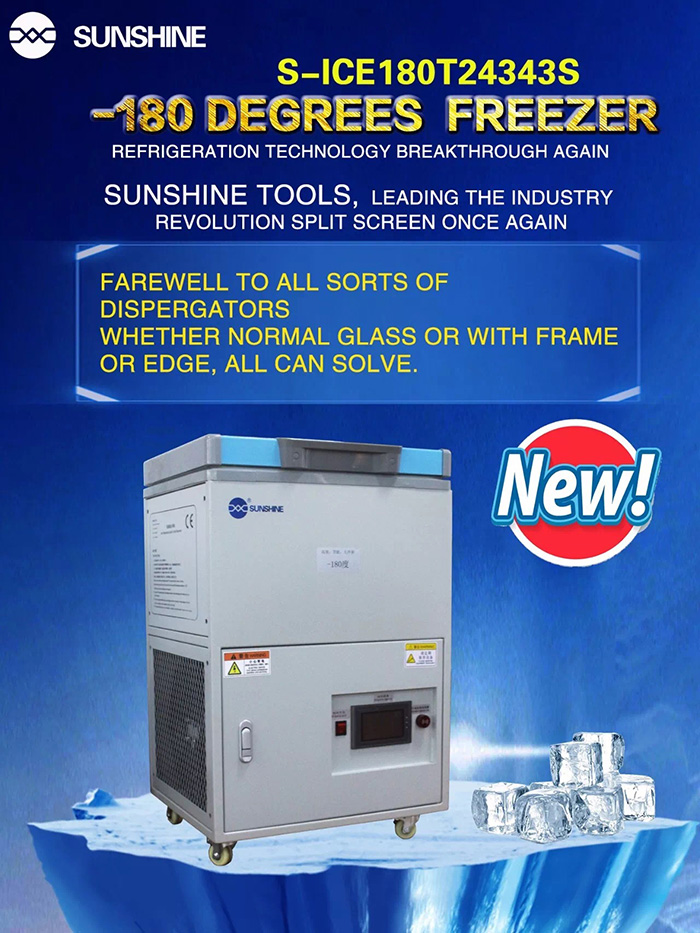 SUNSHINE
S-ICE180T24343S
-180 DEGREES FREEZER
REFRIGERATION TECHNOLOGY BREAKTHROUGH AGAIN
SUNSHINE TOOLS, LEADING THE INDUSTRY
REVOLUTION SPLIT SCREEN ONCE AGAIN
FAREWELL TO ALL SORTS OF
DISPERGATORS
WHETHER NORMAL GLASS OR WITH FRAME
OR EDGE, ALL CAN SOLVE.
New!
SUNSHINE
CE
-180度